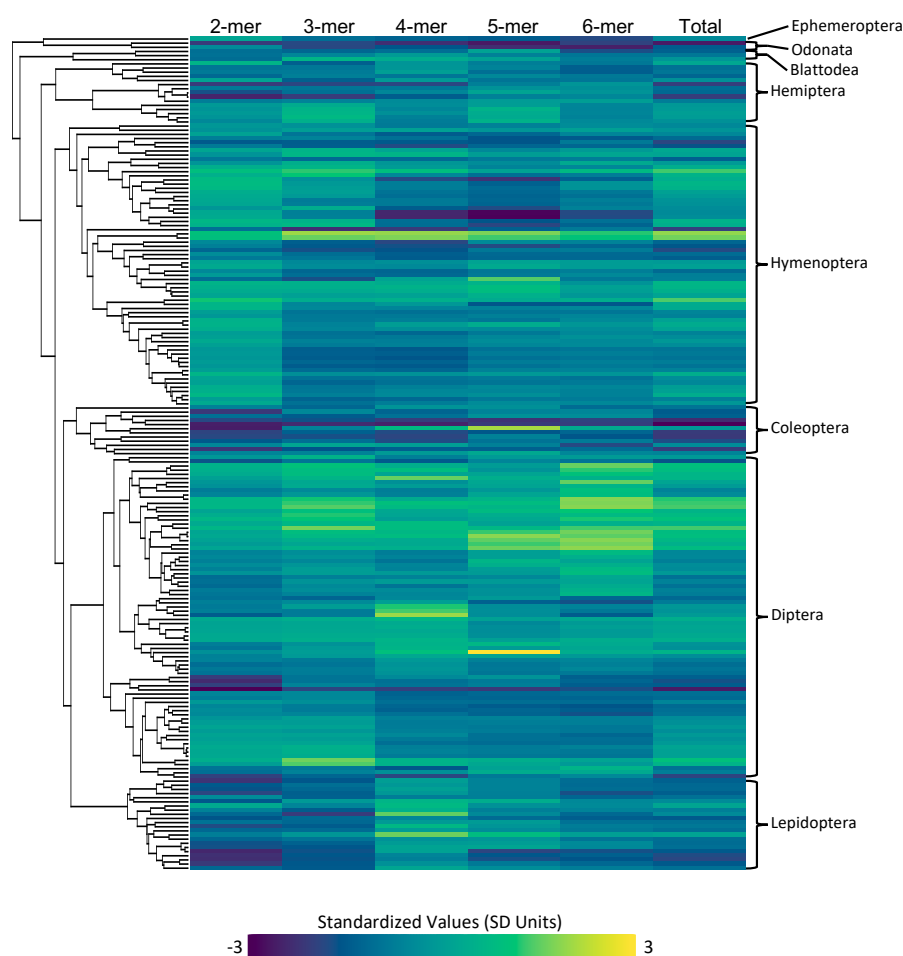 2-mer 3-mer 4-mer 5-mer 6-mer Total
Ephemeroptera
Odonata
Blattodea
Hemiptera
Hymenoptera
Coleoptera
Diptera
Lepidoptera
Standardized Values (SD Units)
-3 3